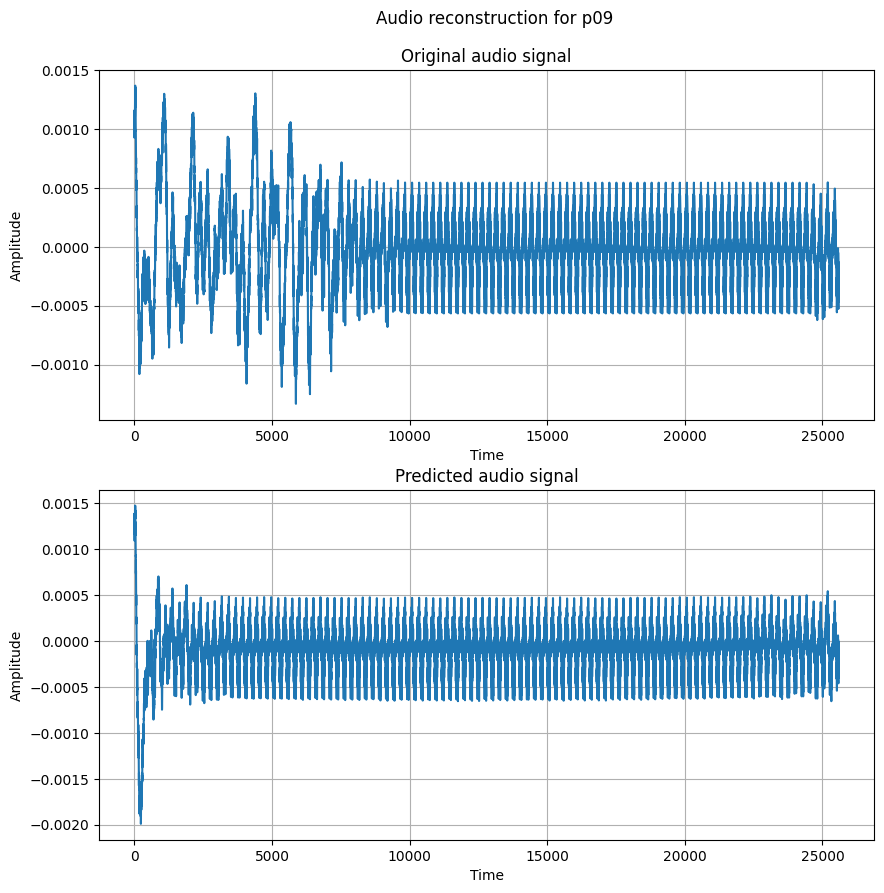 Audio reconstruction for p09
Original audio signal
0.0015
0.0010
0.0005
0.0000
−0.0005
−0.0010
Amplitude
0 5000 10000 15000 20000 25000
Time
Predicted audio signal
0.0015
0.0010
0.0005
0.0000
−0.0005
−0.0010
−0.0015
−0.0020
Amplitude
0 5000 10000 15000 20000 25000
Time